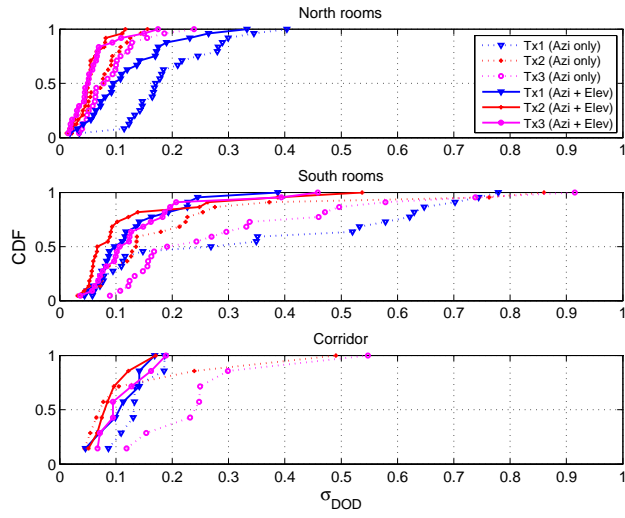 North rooms
1
0.5
0
0 0.1 0.2 0.3 0.4 0.5 0.6 0.7 0.8 0.9 1
Tx1 (Azi only)
Tx2 (Azi only)
Tx3 (Azi only)
Tx1 (Azi + Elev)
Tx2 (Azi + Elev)
Tx3 (Azi + Elev)
South rooms
CDF
1
0.5
0
0 0.1 0.2 0.3 0.4 0.5 0.6 0.7 0.8 0.9 1
Corridor
1
0.5
0
0 0.1 0.2 0.3 0.4 0.5 0.6 0.7 0.8 0.9 1
σDOD